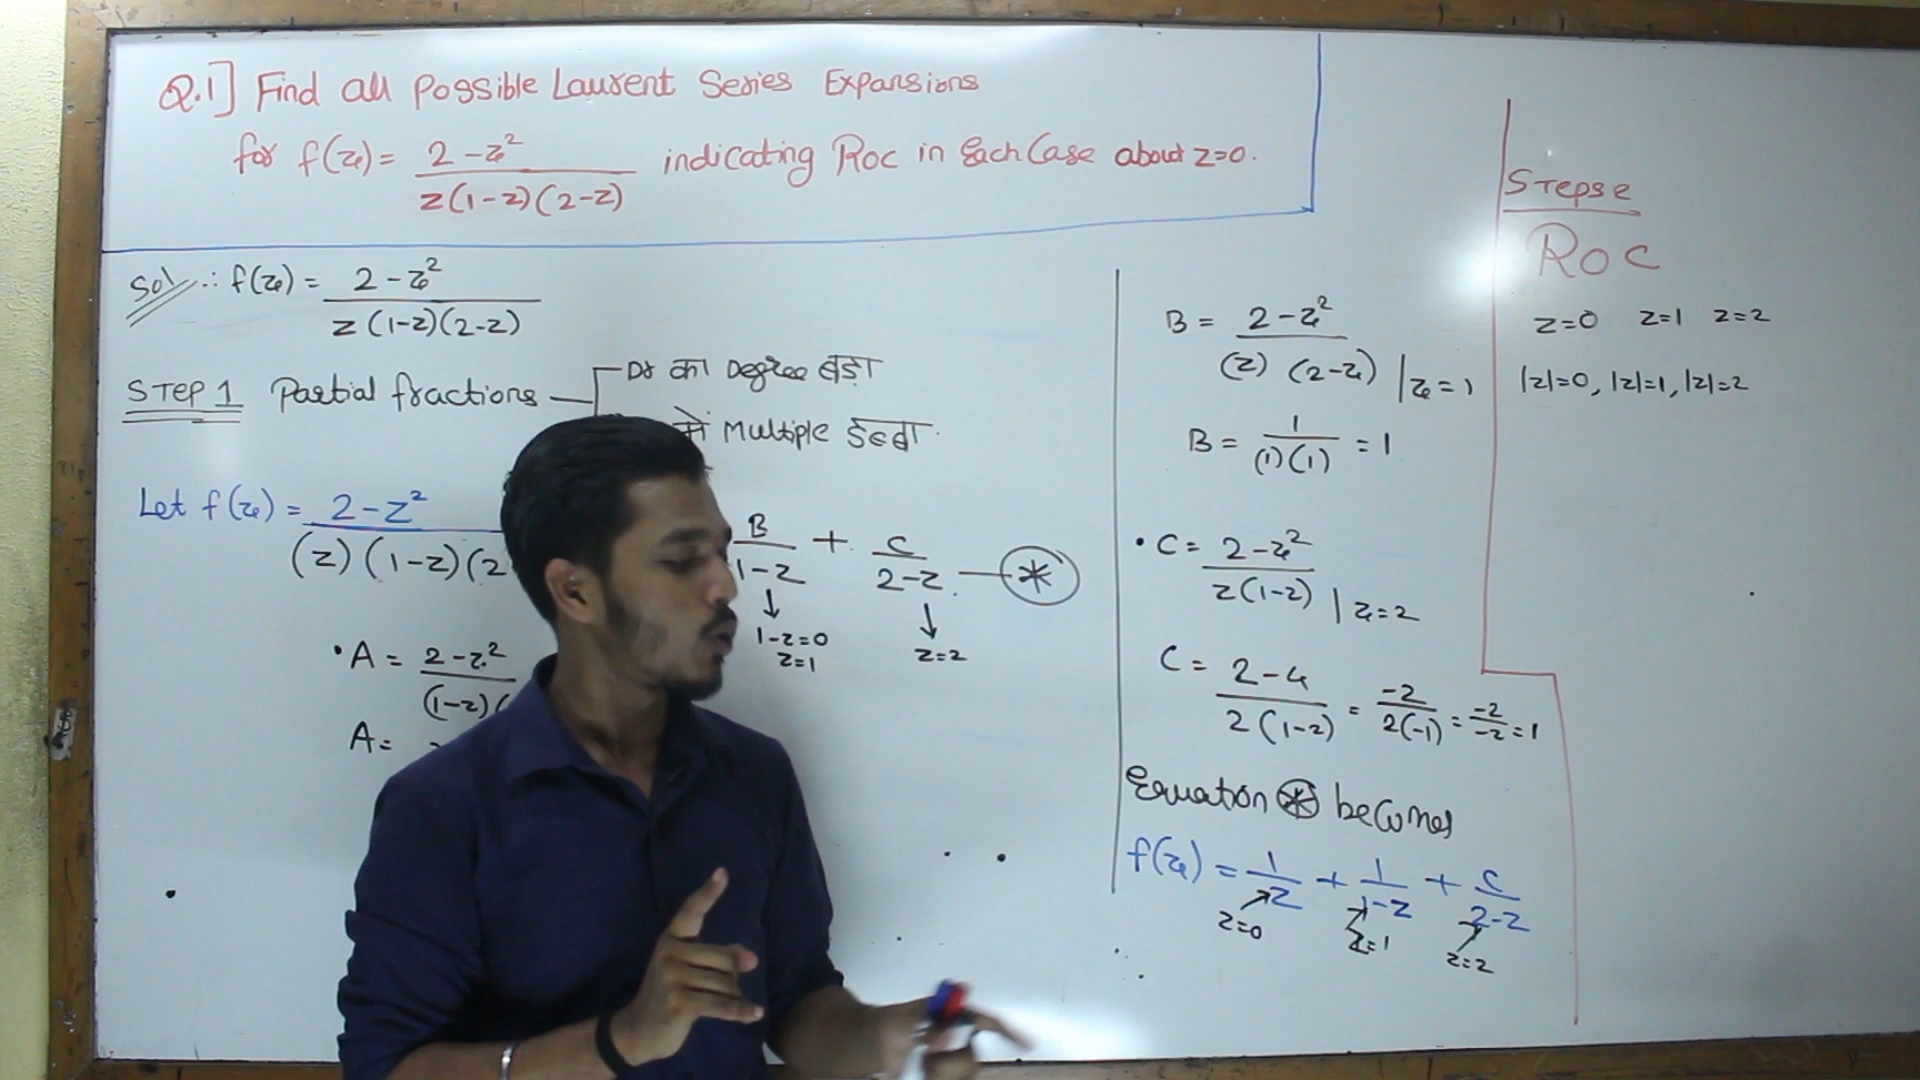 Q.1] Find all Possible Laurent Series Expansions
for f(z) = 2-z² / z(1-z)(2-z) indicating Roc in Each Case about z=0.
Sol ∴ f(z) = 2-z² / z(1-z)(2-z)
STEP 1 Partial fractions
Dr का Degree बड़ा
Multiple
Let f(z) = 2-z² / (z)(1-z)(2
B/1-z + C/2-z. — *
↓ ↓
1-z=0
z=1 z=2
• A = 2-z² / (1-z)(
A =
B = 2-z² / (z) (2-z) | z=1
B = 1 / (1)(1) = 1
• C = 2-z² / z(1-z) | z=2
C = 2-4 / 2(1-2) = -2 / 2(-1) = -2 / -2 = 1
Equation * becomes
f(z) = 1/z + 1/1-z + C/2-z
z=0 z=1 z=2
Roc
z=0 z=1 z=2
|z|=0, |z|=1, |z|=2